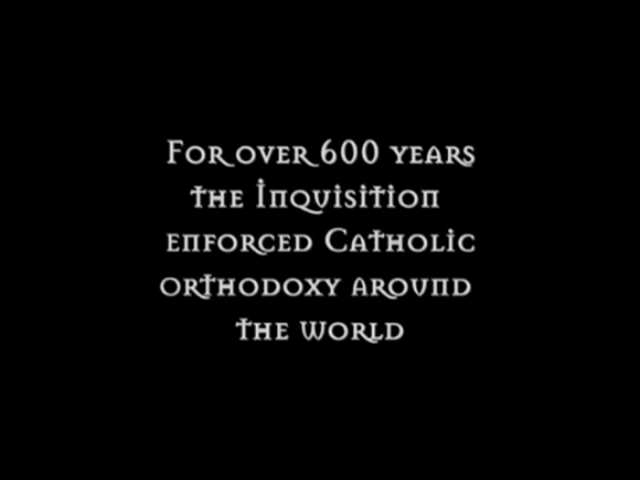 For over 600 years
the Inquisition
enforced Catholic
orthodoxy around
the world